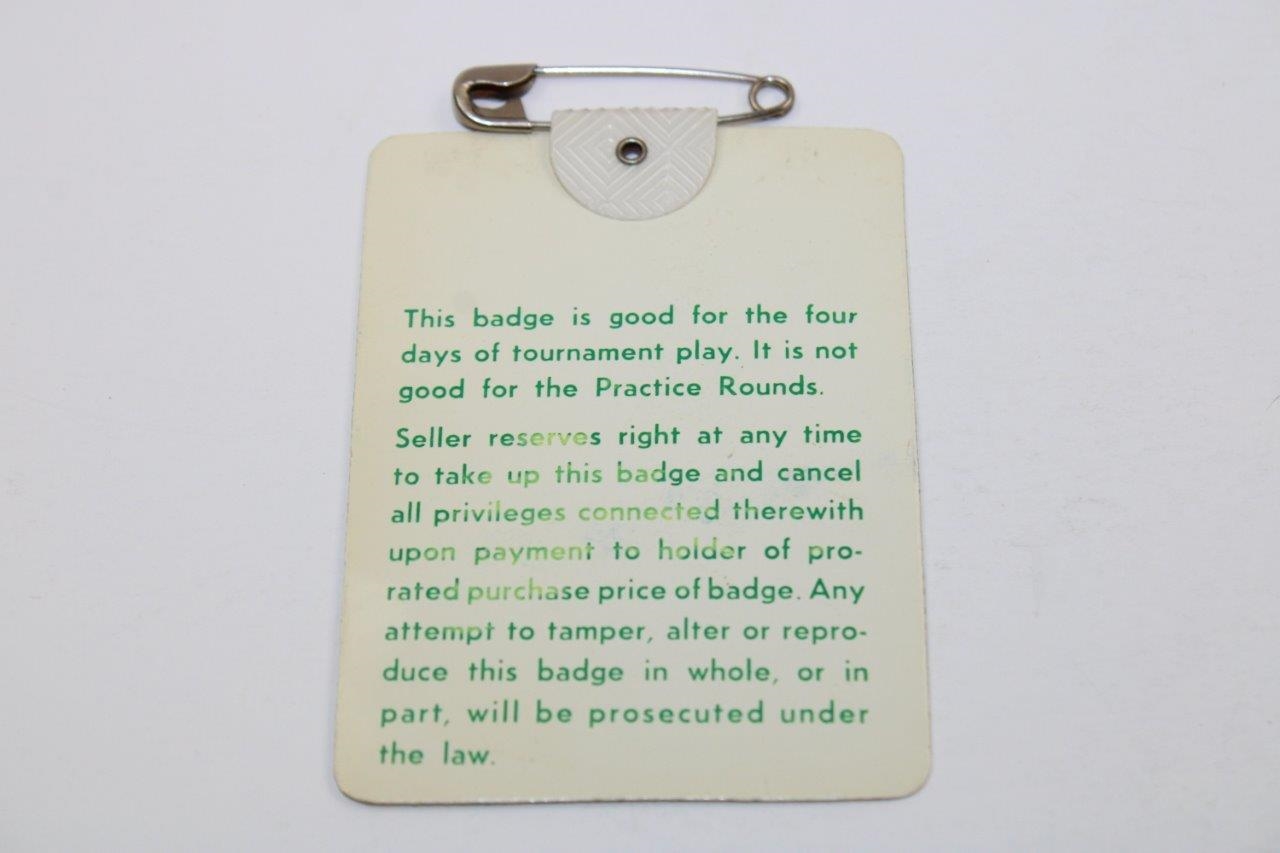 This badge is good for the four
days of tournament play. It is not
good for the Practice Rounds.
Seller reserves right at any time
to take up this badge and cancel
all privileges connected therewith
upon payment to holder of pro-
rated purchase price of badge. Any
attempt to tamper, alter or repro-
duce this badge in whole, or in
part, will be prosecuted under
the law.